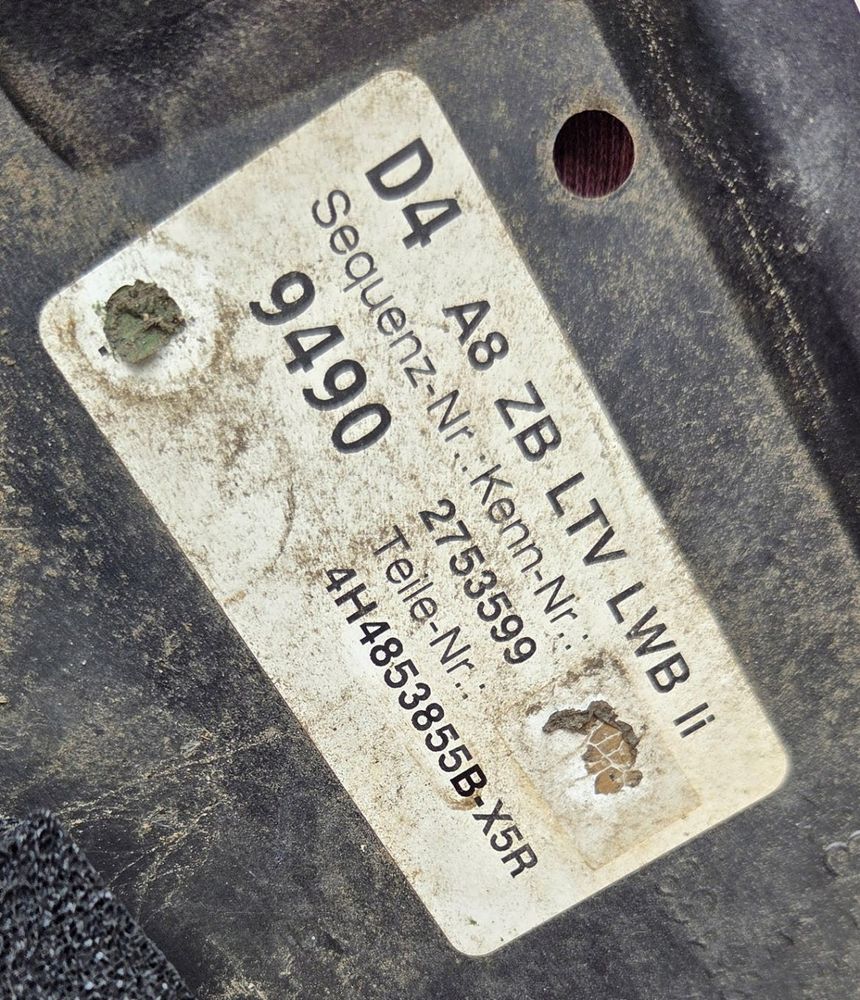 D4 A8 ZB LTV LWB li
Sequenz-Nr.: Kenn-Nr.:
9490 2753599
Teile-Nr.:
4H4853855B-X5R